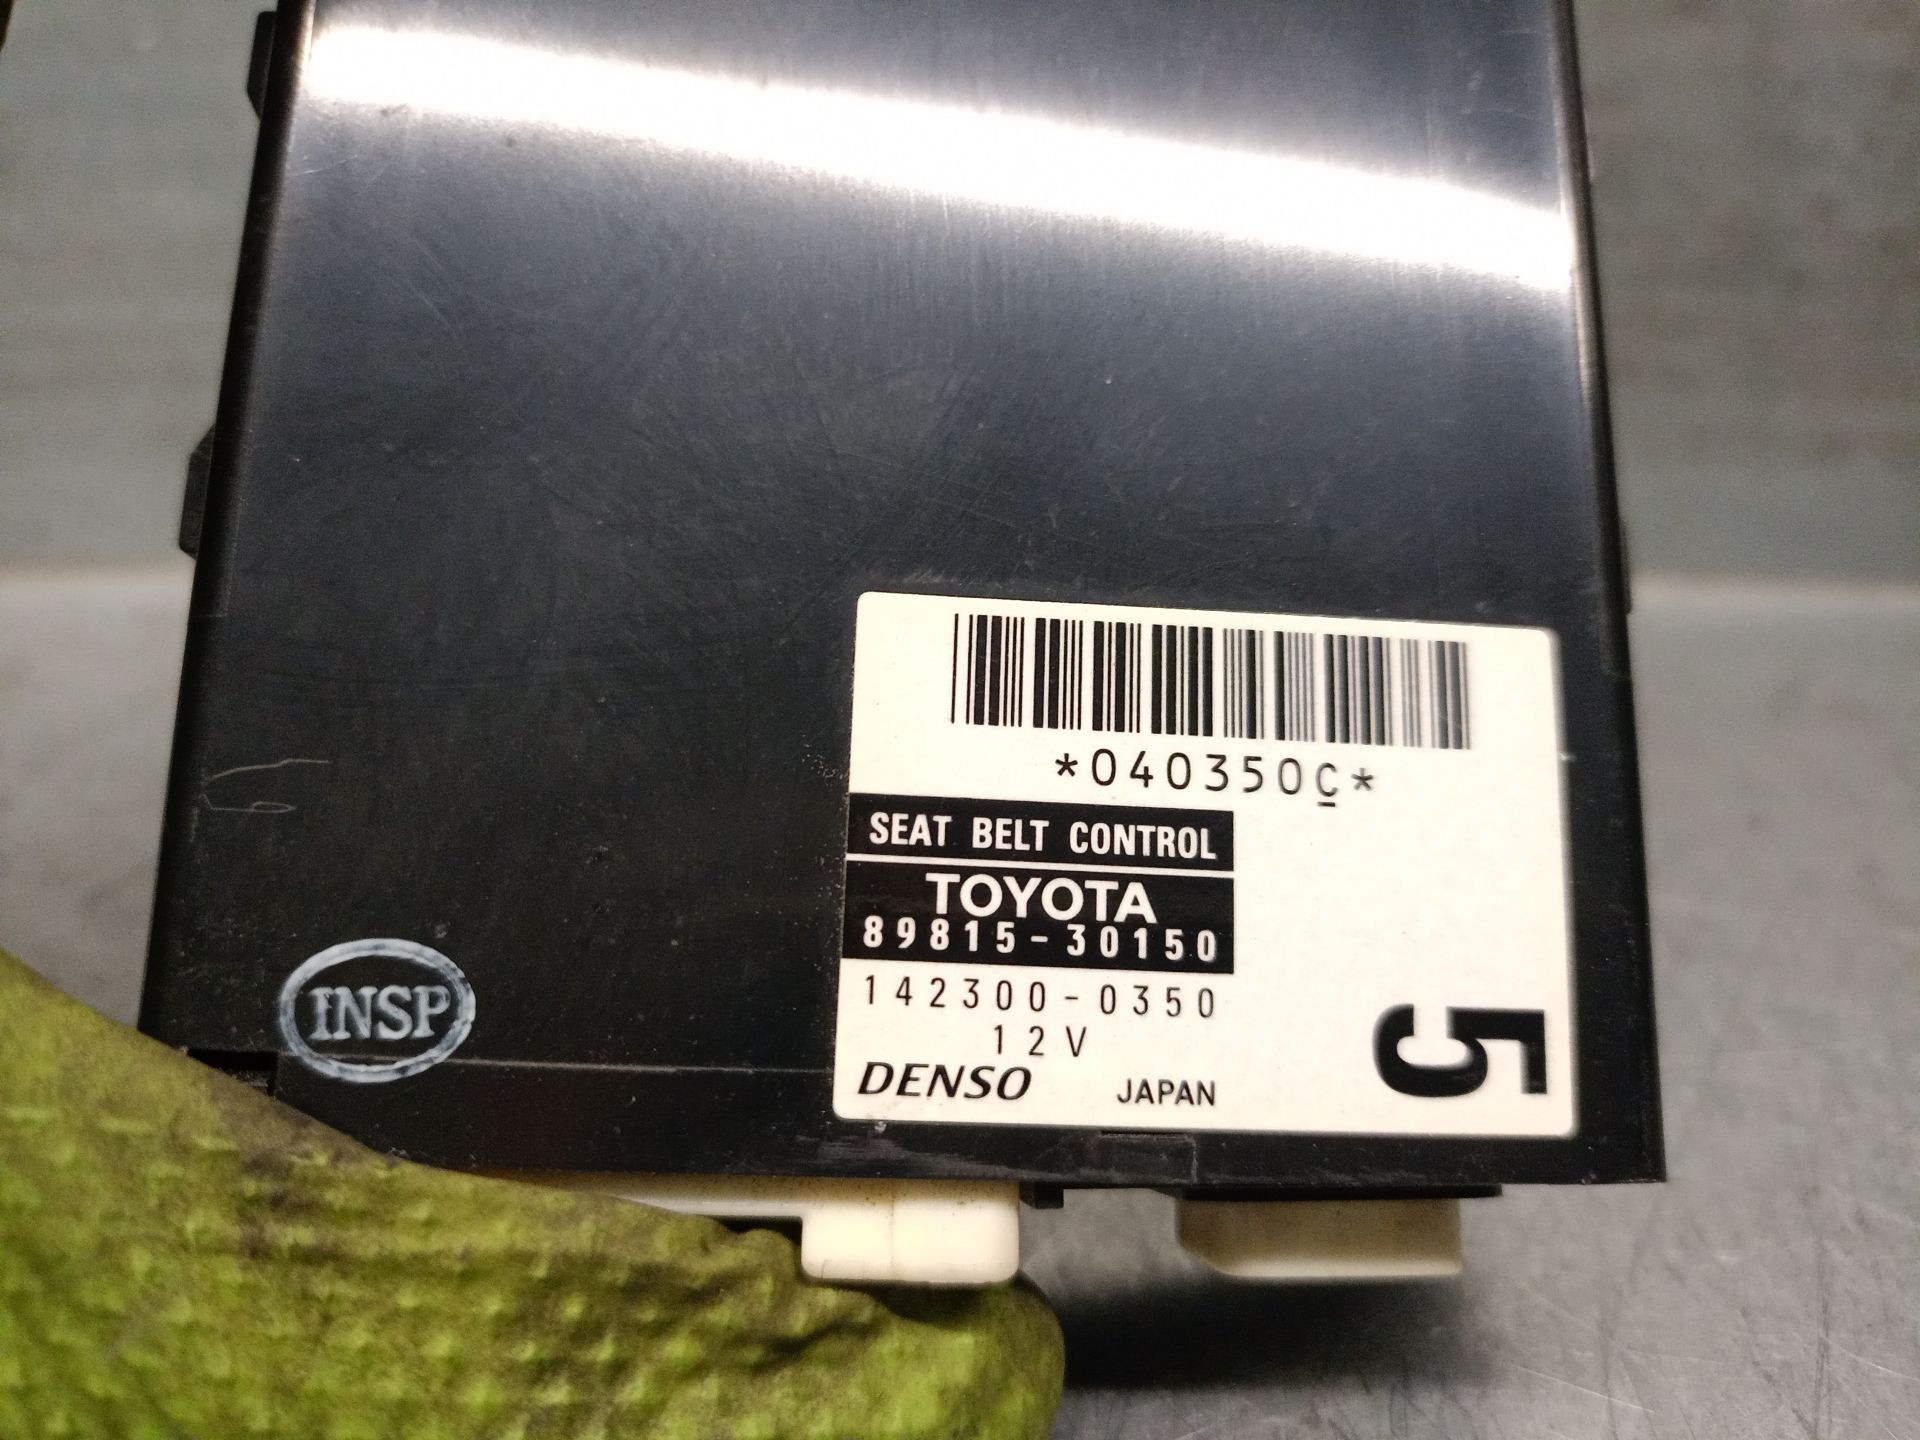 *040350C*
SEAT BELT CONTROL
TOYOTA
89815-30150
142300-0350
12V
DENSO JAPAN
5
INSP